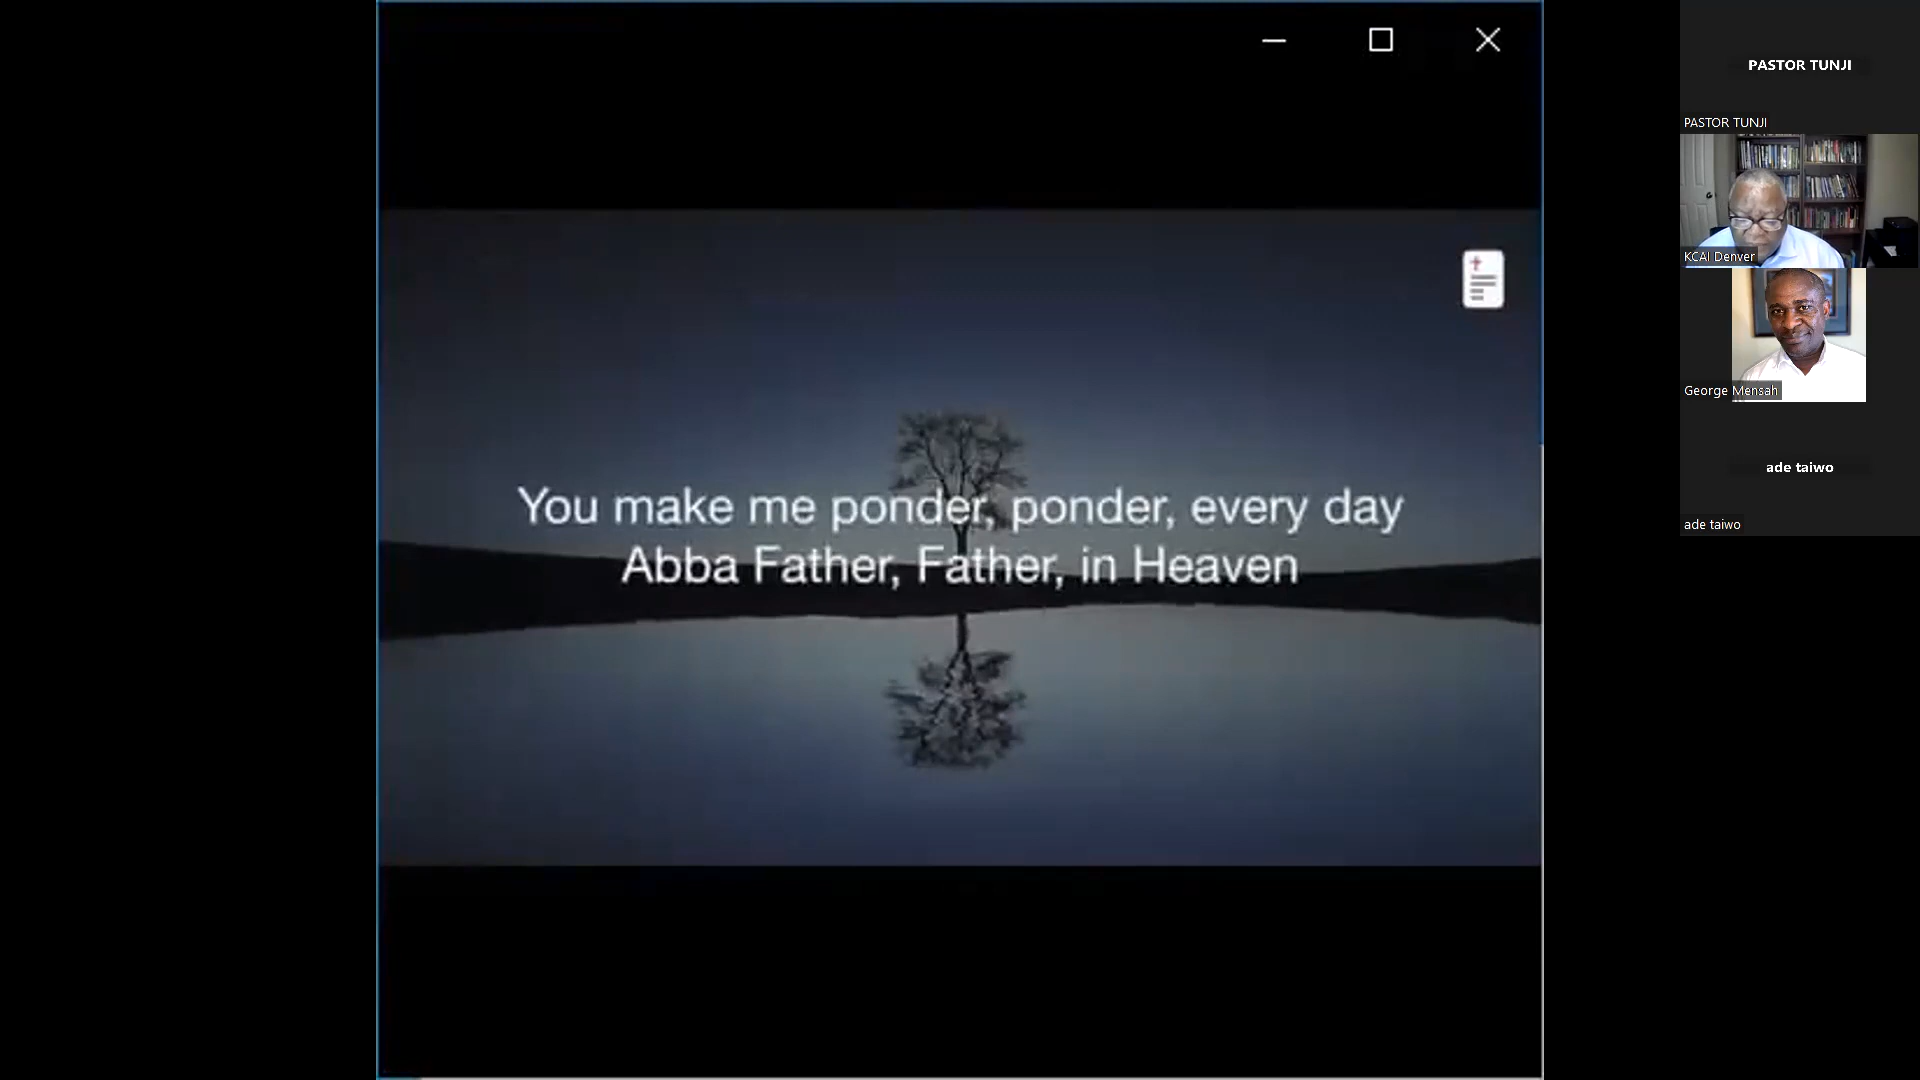 You make me ponder, ponder, every day
Abba Father, Father, in Heaven
PASTOR TUNJI
PASTOR TUNJI
KCAI Denver
George Mensah
ade taiwo
ade taiwo